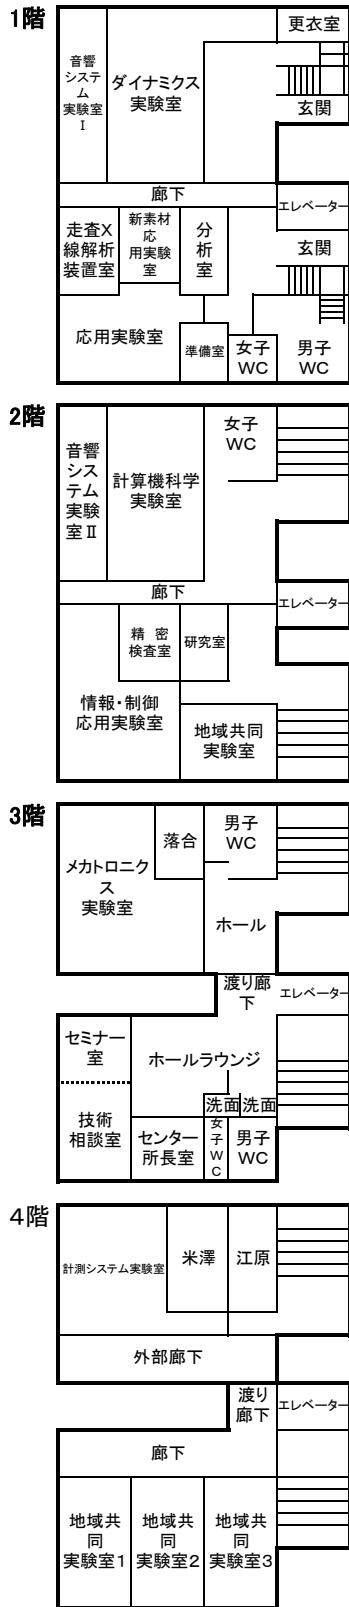 1階
更衣室
音響
システ
ム
実験室
Ⅰ
ダイナミクス
実験室
玄関
廊下
エレベーター
走査X
線解析
装置室
新素材
応
用実験
室
分
析
室
玄関
応用実験室
準備室
女子
WC
男子
WC
2階
音響
シス
テム
実験
室Ⅱ
計算機科学
実験室
女子
WC
廊下
エレベーター
精 密
検査室
研究室
情報・制御
応用実験室
地域共同
実験室
3階
メカトロニク
ス
実験室
落合
男子
WC
ホール
渡り廊
下
エレベーター
セミナー
室
ホールラウンジ
技術
相談室
洗面
洗面
センター
所長室
女
子
W
C
男子
WC
4階
計測システム実験室
米澤
江原
外部廊下
渡り
廊下
エレベーター
廊下
地域共
同
実験室1
地域共
同
実験室2
地域共
同
実験室3